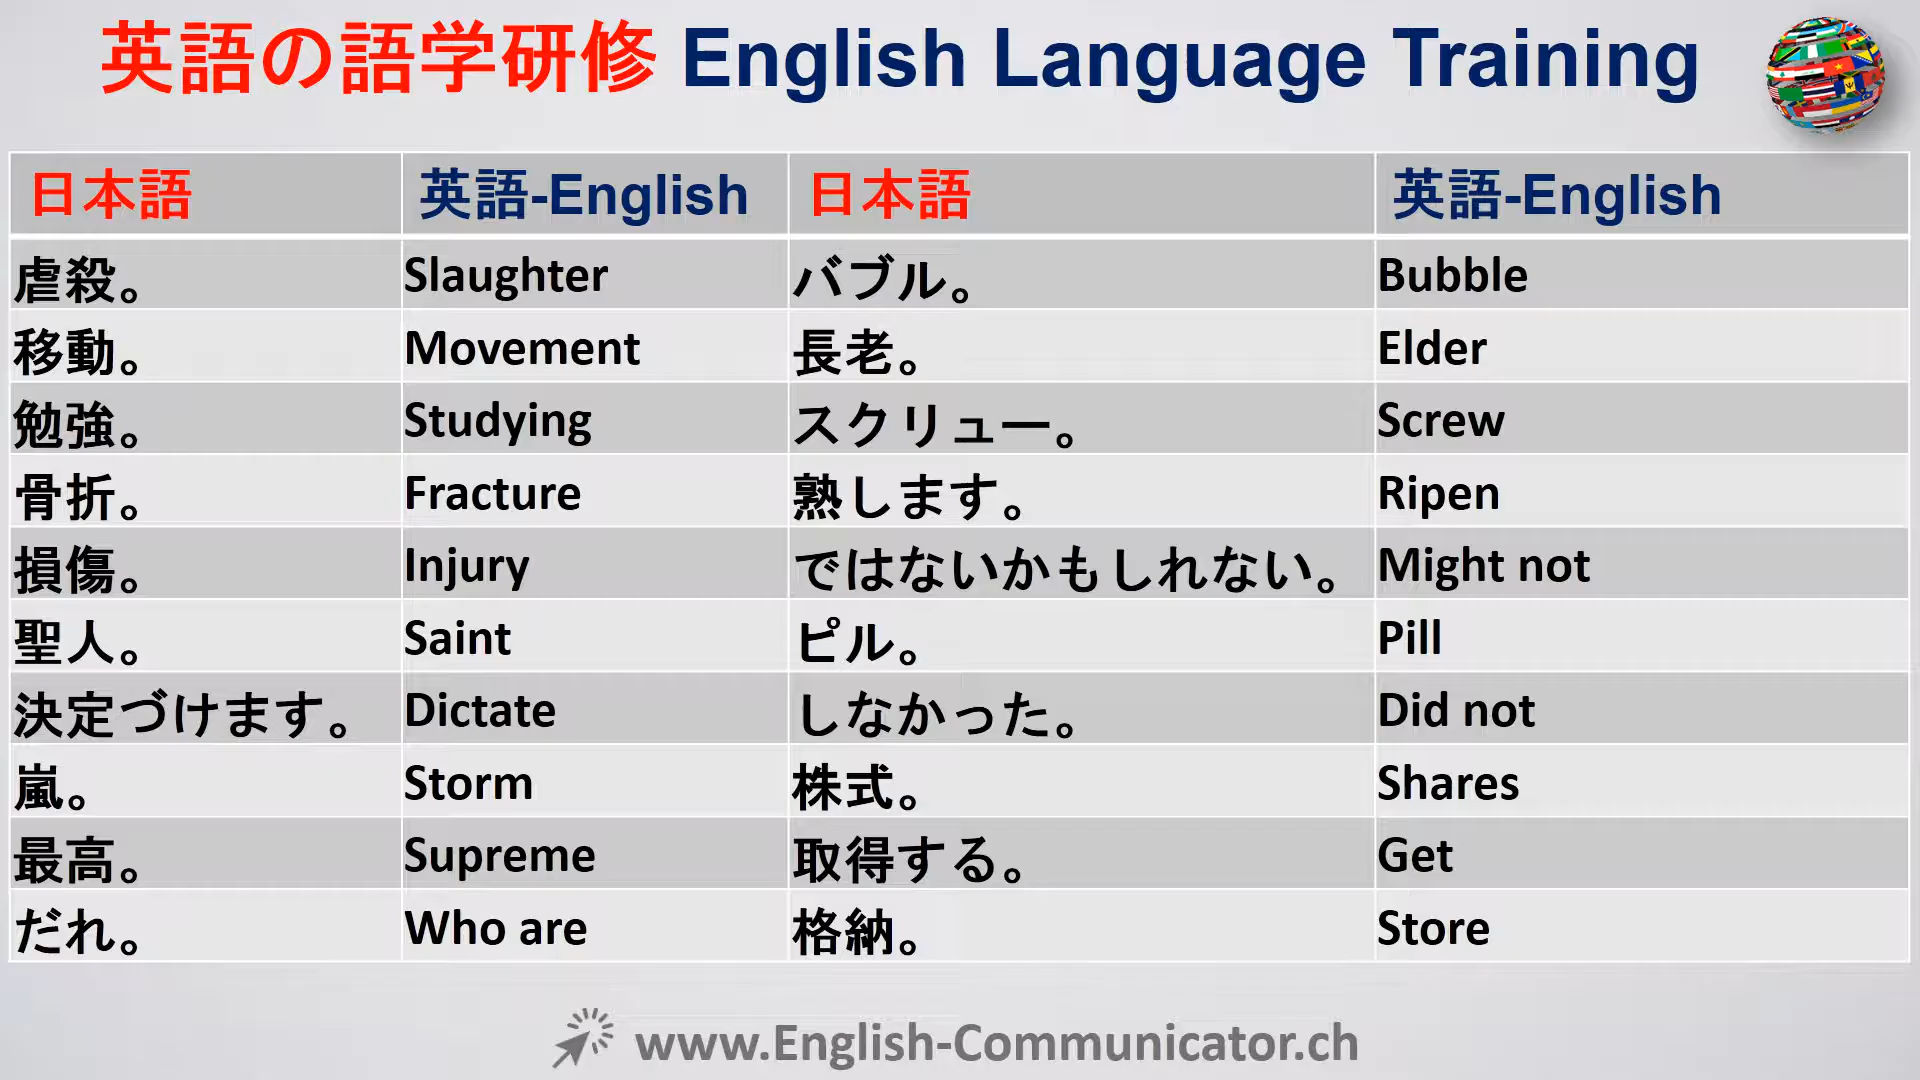 英語の語学研修 English Language Training
日本語 英語-English 日本語 英語-English
虐殺。 Slaughter バブル。 Bubble
移動。 Movement 長老。 Elder
勉強。 Studying スクリュー。 Screw
骨折。 Fracture 熟します。 Ripen
損傷。 Injury ではないかもしれない。 Might not
聖人。 Saint ピル。 Pill
決定づけます。 Dictate しなかった。 Did not
嵐。 Storm 株式。 Shares
最高。 Supreme 取得する。 Get
だれ。 Who are 格納。 Store
www.English-Communicator.ch